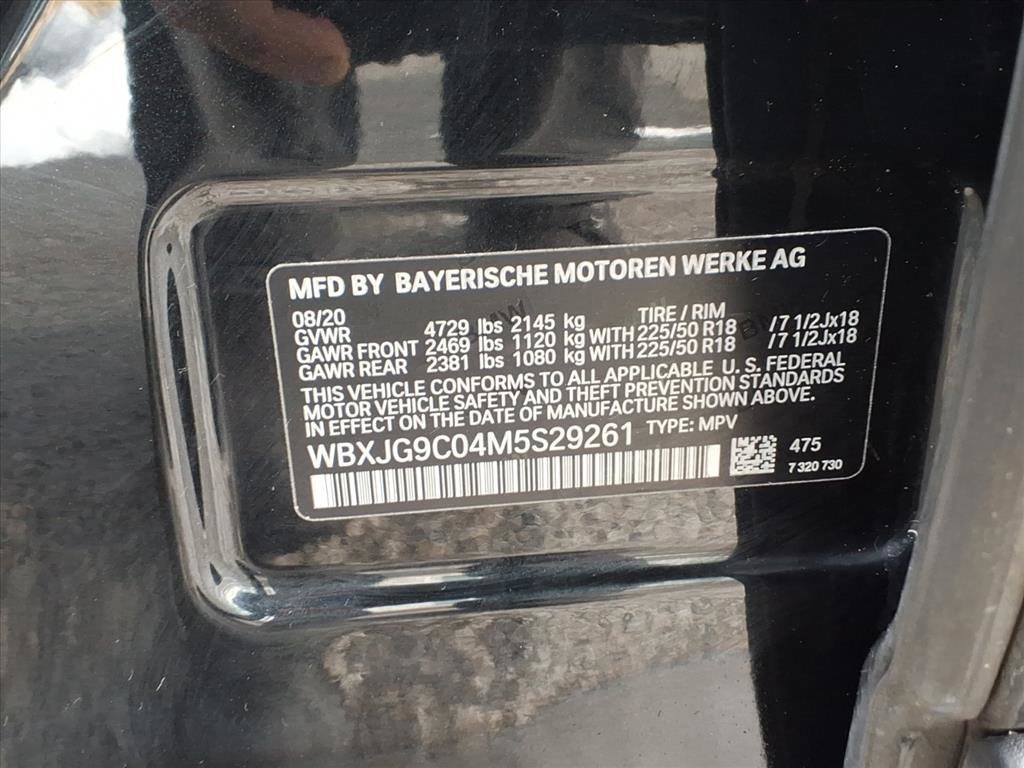 MFD BY BAYERISCHE MOTOREN WERKE AG
08/20 TIRE / RIM
GVWR 4729 lbs 2145 kg
GAWR FRONT 2469 lbs 1120 kg WITH 225/50 R18 /7 1/2Jx18
GAWR REAR 2381 lbs 1080 kg WITH 225/50 R18 /7 1/2Jx18
THIS VEHICLE CONFORMS TO ALL APPLICABLE U. S. FEDERAL
MOTOR VEHICLE SAFETY AND THEFT PREVENTION STANDARDS
IN EFFECT ON THE DATE OF MANUFACTURE SHOWN ABOVE.
WBXJG9C04M5S29261 TYPE: MPV
475
7 320 730